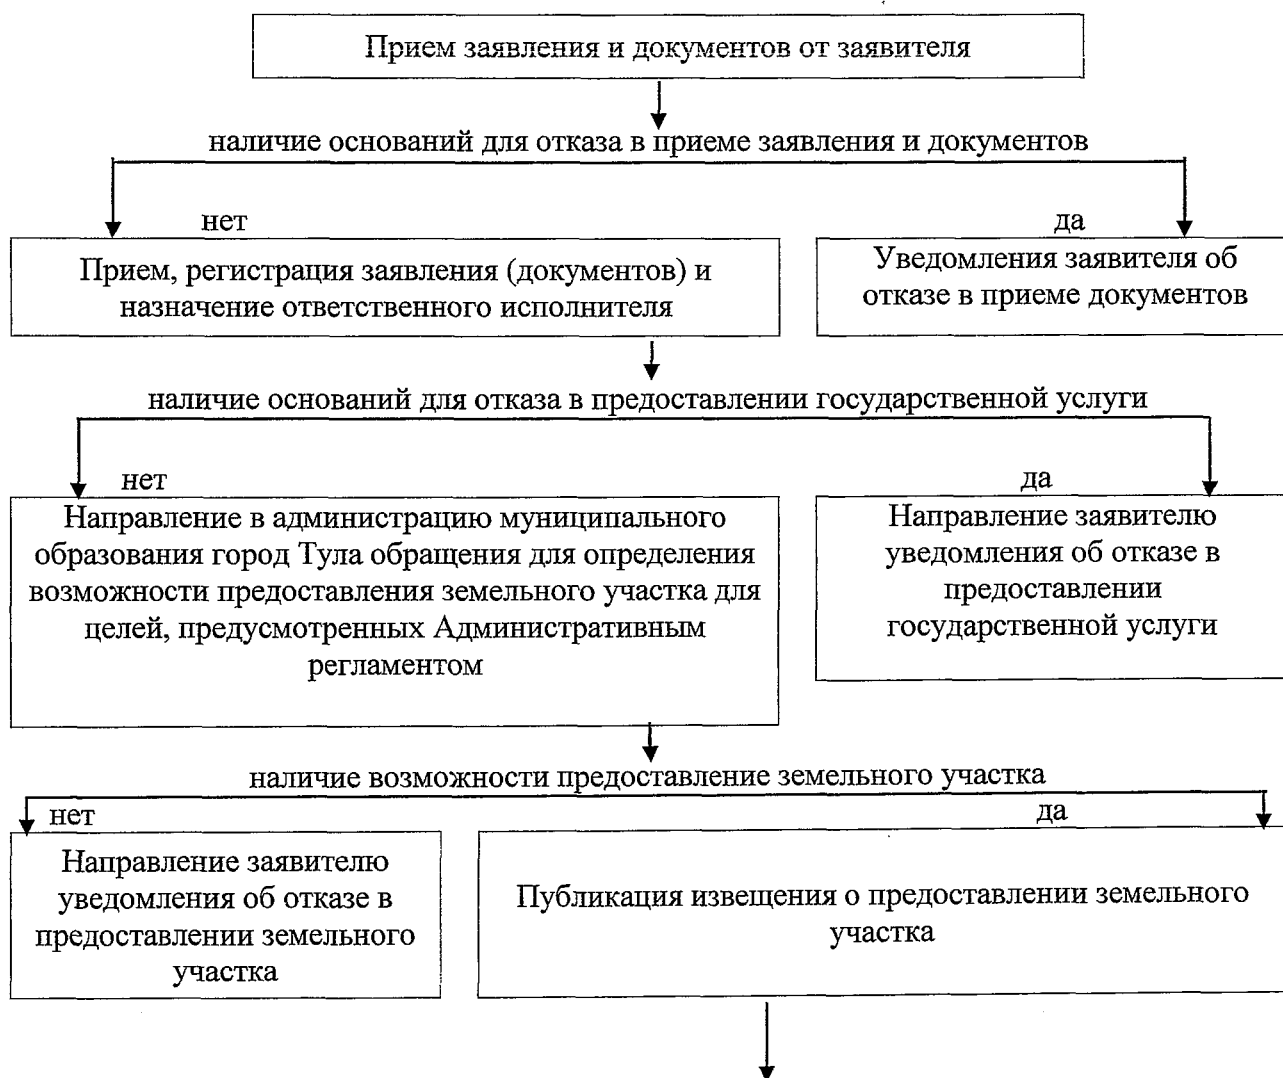 Прием заявления и документов от заявителя
наличие оснований для отказа в приеме заявления и документов
нет
да
Прием, регистрация заявления (документов) и
назначение ответственного исполнителя
Уведомления заявителя об
отказе в приеме документов
наличие оснований для отказа в предоставлении государственной услуги
нет
да
Направление в администрацию муниципального
образования город Тула обращения для определения
возможности предоставления земельного участка для
целей, предусмотренных Административным
регламентом
Направление заявителю
уведомления об отказе в
предоставлении
государственной услуги
наличие возможности предоставление земельного участка
нет
да
Направление заявителю
уведомления об отказе в
предоставлении земельного
участка
Публикация извещения о предоставлении земельного
участка